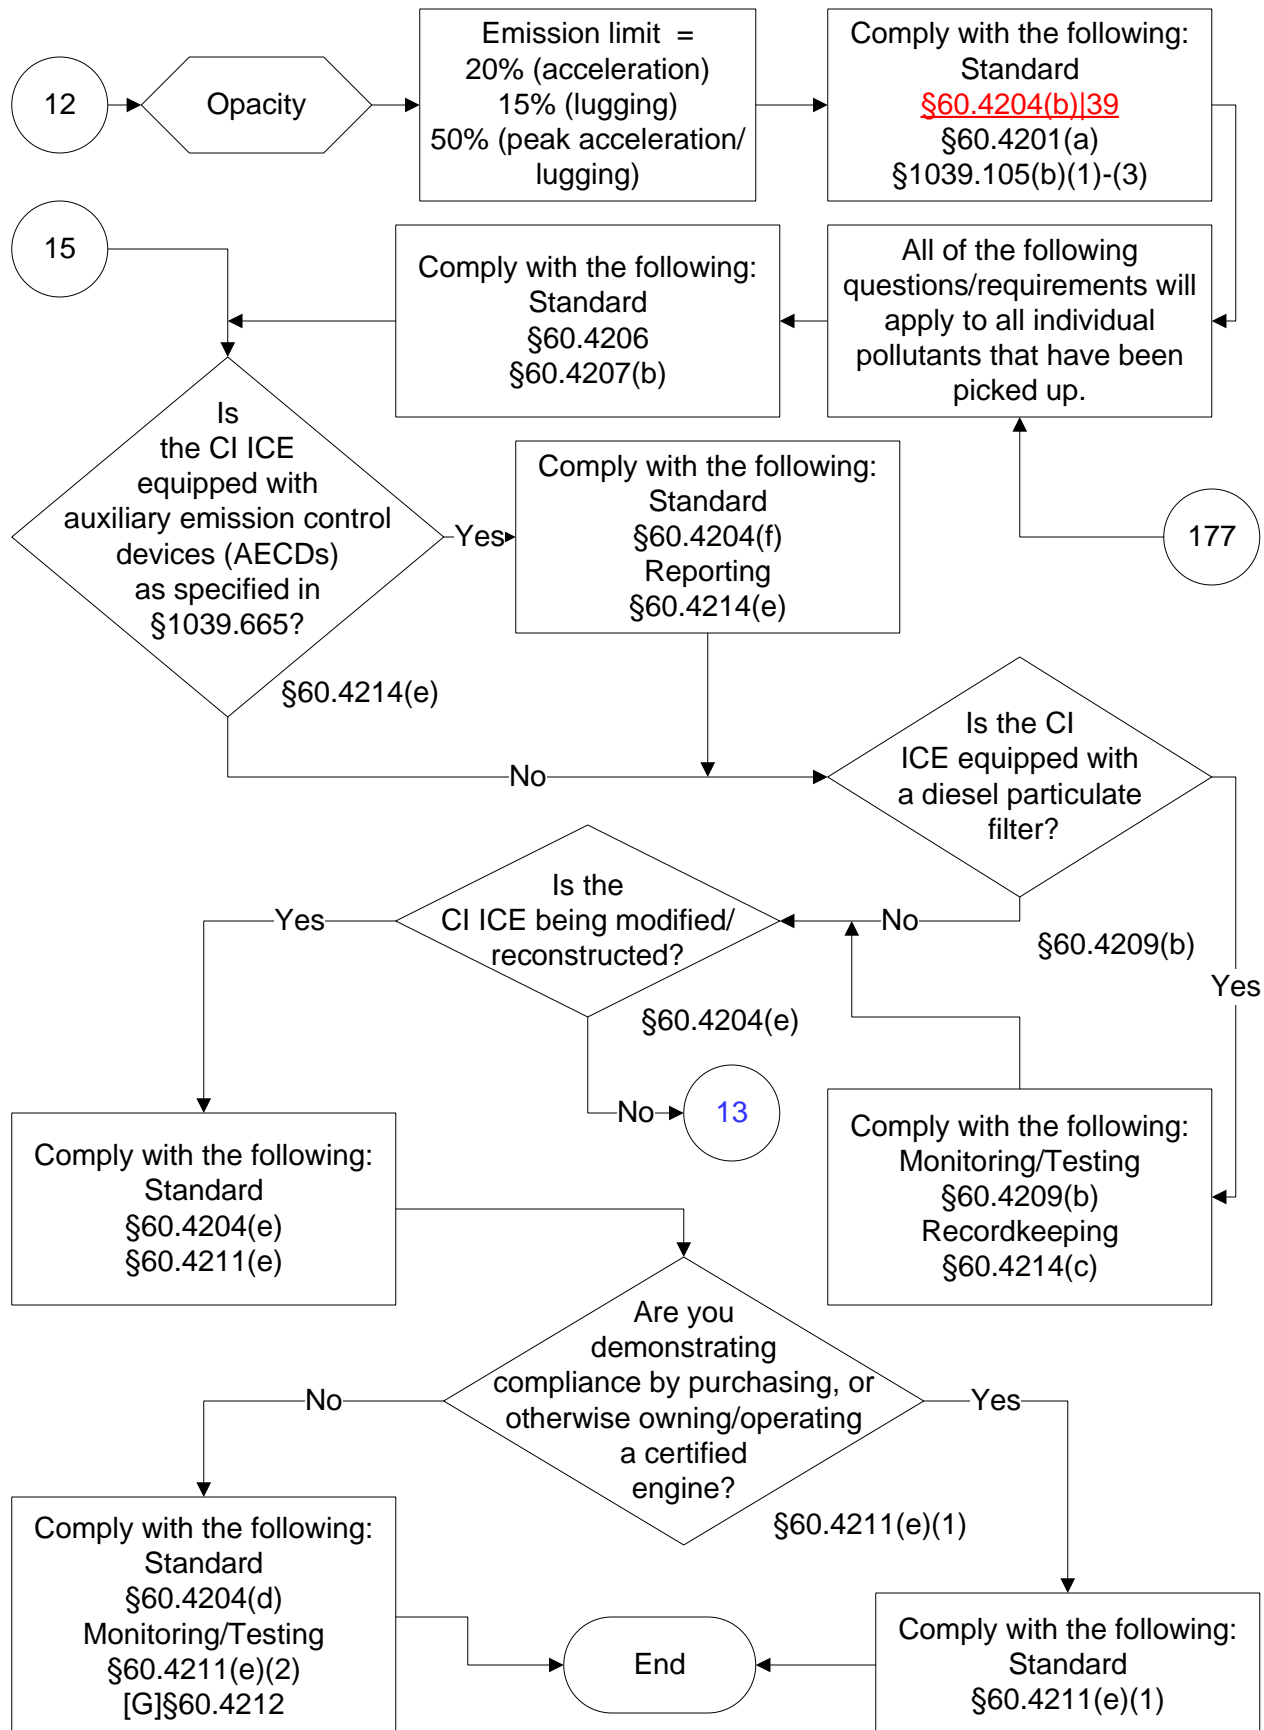 12
Opacity
Emission limit =
20% (acceleration)
15% (lugging)
50% (peak acceleration/
lugging)
Comply with the following:
Standard
§60.4204(b)|39
§60.4201(a)
§1039.105(b)(1)-(3)
15
Comply with the following:
Standard
§60.4206
§60.4207(b)
All of the following
questions/requirements will
apply to all individual
pollutants that have been
picked up.
Is
the CI ICE
equipped with
auxiliary emission control
devices (AECDs)
as specified in
§1039.665?
Yes
§60.4214(e)
Comply with the following:
Standard
§60.4204(f)
Reporting
§60.4214(e)
177
No
Is the CI
ICE equipped with
a diesel particulate
filter?
No
§60.4209(b)
Yes
Is the
CI ICE being modified/
reconstructed?
Yes
§60.4204(e)
No
13
Comply with the following:
Monitoring/Testing
§60.4209(b)
Recordkeeping
§60.4214(c)
Comply with the following:
Standard
§60.4204(e)
§60.4211(e)
Are you
demonstrating
compliance by purchasing, or
otherwise owning/operating
a certified
engine?
No
Yes
§60.4211(e)(1)
Comply with the following:
Standard
§60.4204(d)
Monitoring/Testing
§60.4211(e)(2)
[G]§60.4212
End
Comply with the following:
Standard
§60.4211(e)(1)